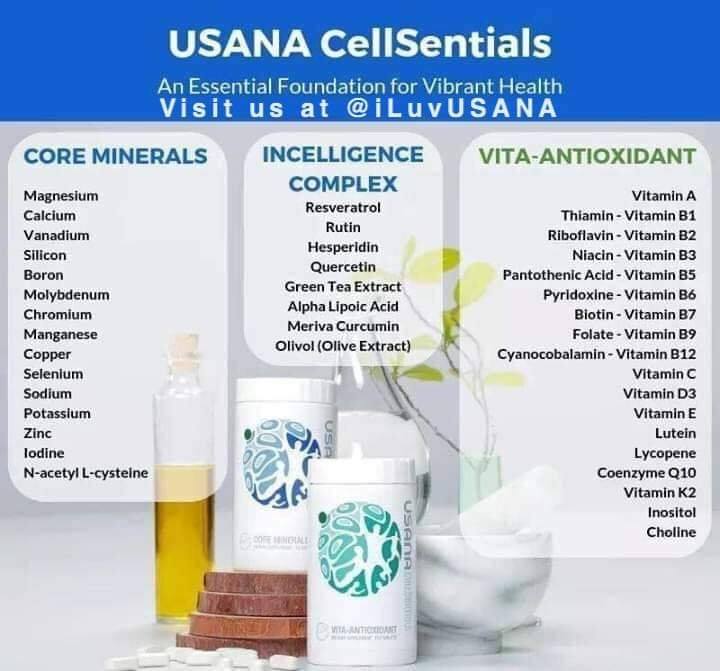 USANA CellSentials
An Essential Foundation for Vibrant Health
Visit us at @iLuvUSANA
CORE MINERALS
Magnesium
Calcium
Vanadium
Silicon
Boron
Molybdenum
Chromium
Manganese
Copper
Selenium
Sodium
Potassium
Zinc
Iodine
N-acetyl L-cysteine
INCELLIGENCE
COMPLEX
Resveratrol
Rutin
Hesperidin
Quercetin
Green Tea Extract
Alpha Lipoic Acid
Meriva Curcumin
Olivol (Olive Extract)
VITA-ANTIOXIDANT
Vitamin A
Thiamin - Vitamin B1
Riboflavin - Vitamin B2
Niacin - Vitamin B3
Pantothenic Acid - Vitamin B5
Pyridoxine - Vitamin B6
Biotin - Vitamin B7
Folate - Vitamin B9
Cyanocobalamin - Vitamin B12
Vitamin C
Vitamin D3
Vitamin E
Lutein
Lycopene
Coenzyme Q10
Vitamin K2
Inositol
Choline
USANA
CORE MINERALS
USANA
VITA-ANTIOXIDANT